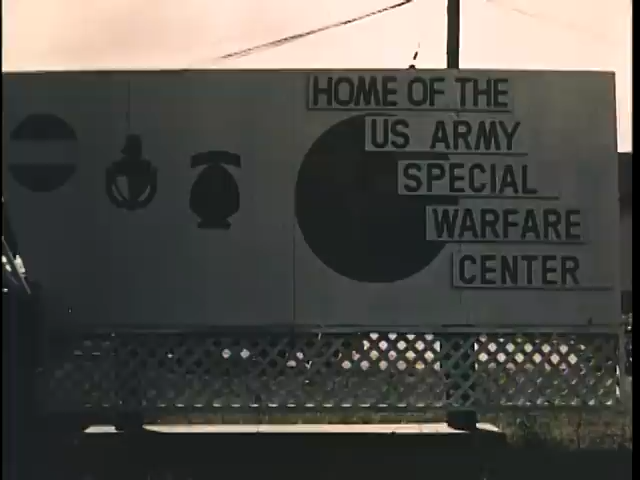 HOME OF THE
US ARMY
SPECIAL
WARFARE
CENTER